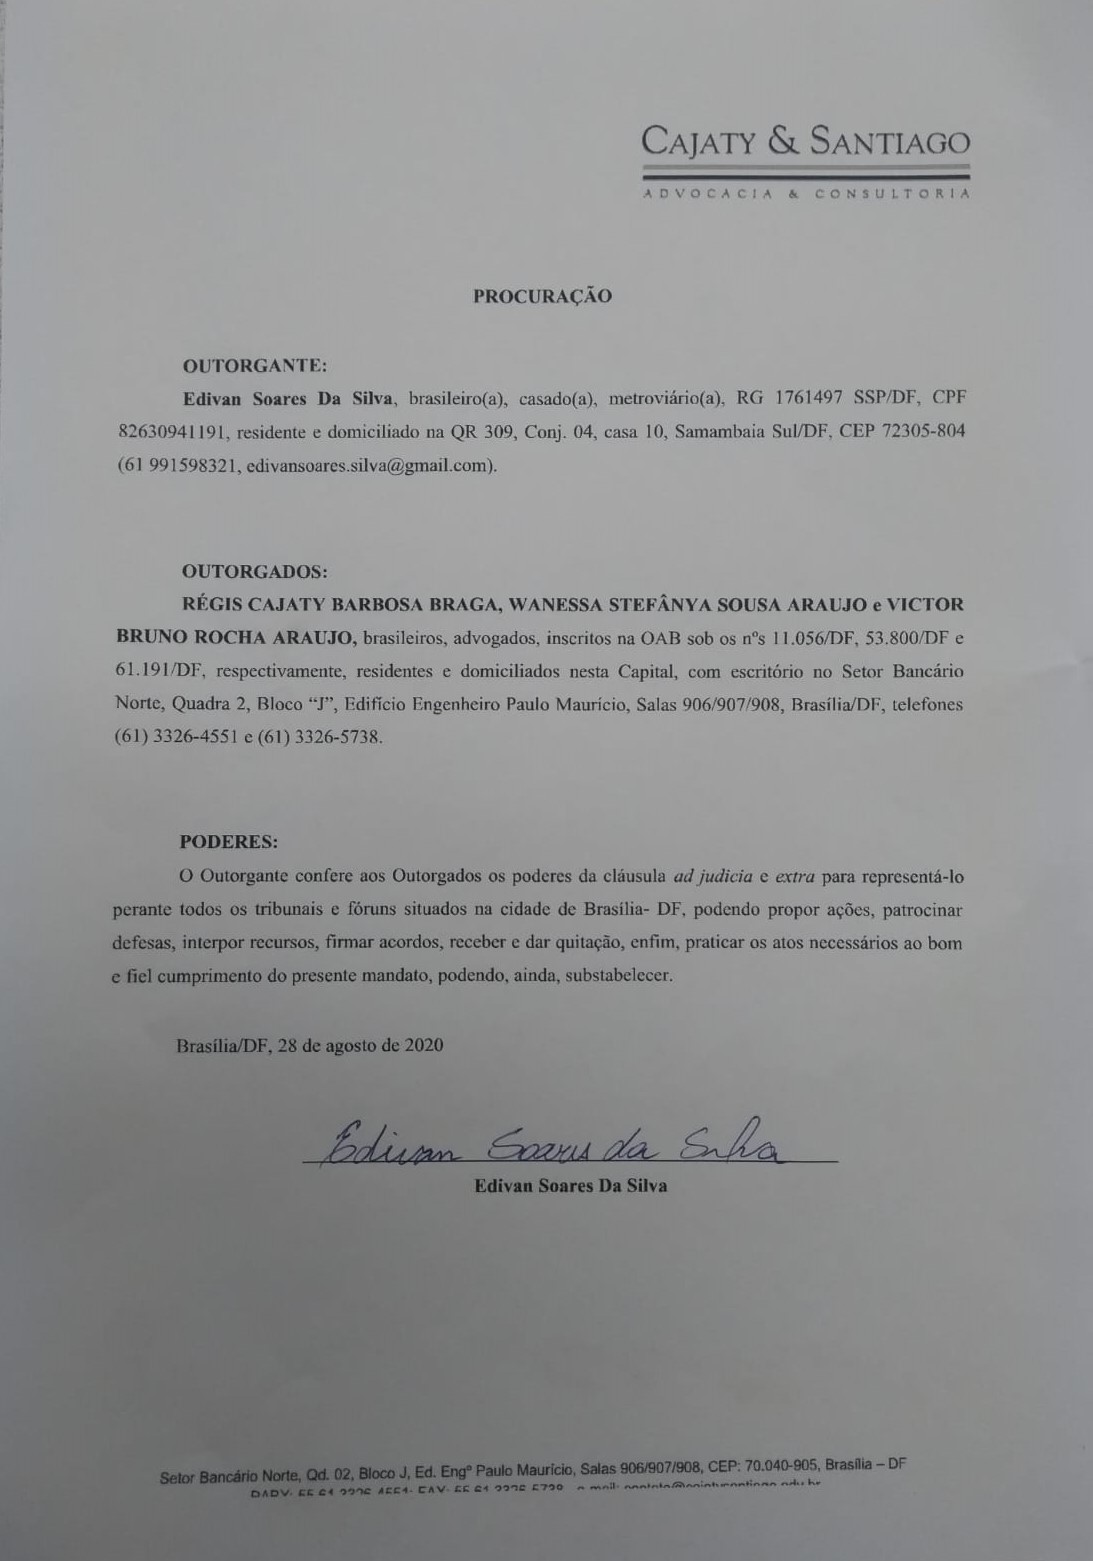 CAJATY & SANTIAGO
ADVOCACIA & CONSULTORIA
PROCURAÇÃO
OUTORGANTE:
Edivan Soares Da Silva, brasileiro(a), casado(a), metroviário(a), RG 1761497 SSP/DF, CPF
82630941191, residente e domiciliado na QR 309, Conj. 04, casa 10, Samambaia Sul/DF, CEP 72305-804
(61 991598321, edivansoares.silva@gmail.com).
OUTORGADOS:
RÉGIS CAJATY BARBOSA BRAGA, WANESSA STEFÂNYA SOUSA ARAUJO e VICTOR
BRUNO ROCHA ARAUJO, brasileiros, advogados, inscritos na OAB sob os nºs 11.056/DF, 53.800/DF e
61.191/DF, respectivamente, residentes e domiciliados nesta Capital, com escritório no Setor Bancário
Norte, Quadra 2, Bloco “J”, Edifício Engenheiro Paulo Maurício, Salas 906/907/908, Brasília/DF, telefones
(61) 3326-4551 e (61) 3326-5738.
PODERES:
O Outorgante confere aos Outorgados os poderes da cláusula ad judicia e extra para representá-lo
perante todos os tribunais e fóruns situados na cidade de Brasília- DF, podendo propor ações, patrocinar
defesas, interpor recursos, firmar acordos, receber e dar quitação, enfim, praticar os atos necessários ao bom
e fiel cumprimento do presente mandato, podendo, ainda, substabelecer.
Brasília/DF, 28 de agosto de 2020
Edivan Soares da Silva
Edivan Soares Da Silva
Setor Bancário Norte, Qd. 02, Bloco J, Ed. Engº Paulo Maurício, Salas 906/907/908, CEP: 70.040-905, Brasília – DF